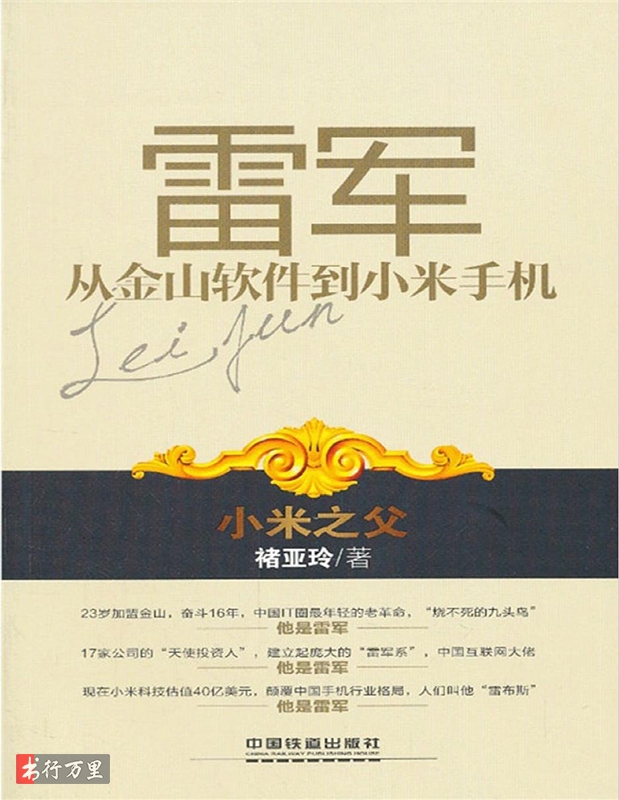 雷军
从金山软件到小米手机
Lei Jun
小米之父
褚亚玲/著
23岁加盟金山，奋斗16年，中国IT圈最年轻的老革命，“烧不死的九头鸟”
他是雷军
17家公司的“天使投资人”，建立起庞大的“雷军系”，中国互联网大佬
他是雷军
现在小米科技估值40亿美元，颠覆中国手机行业格局，人们叫他“雷布斯”
他是雷军
中国铁道出版社
CHINA RAILWAY PUBLISHING HOUSE
书行万里